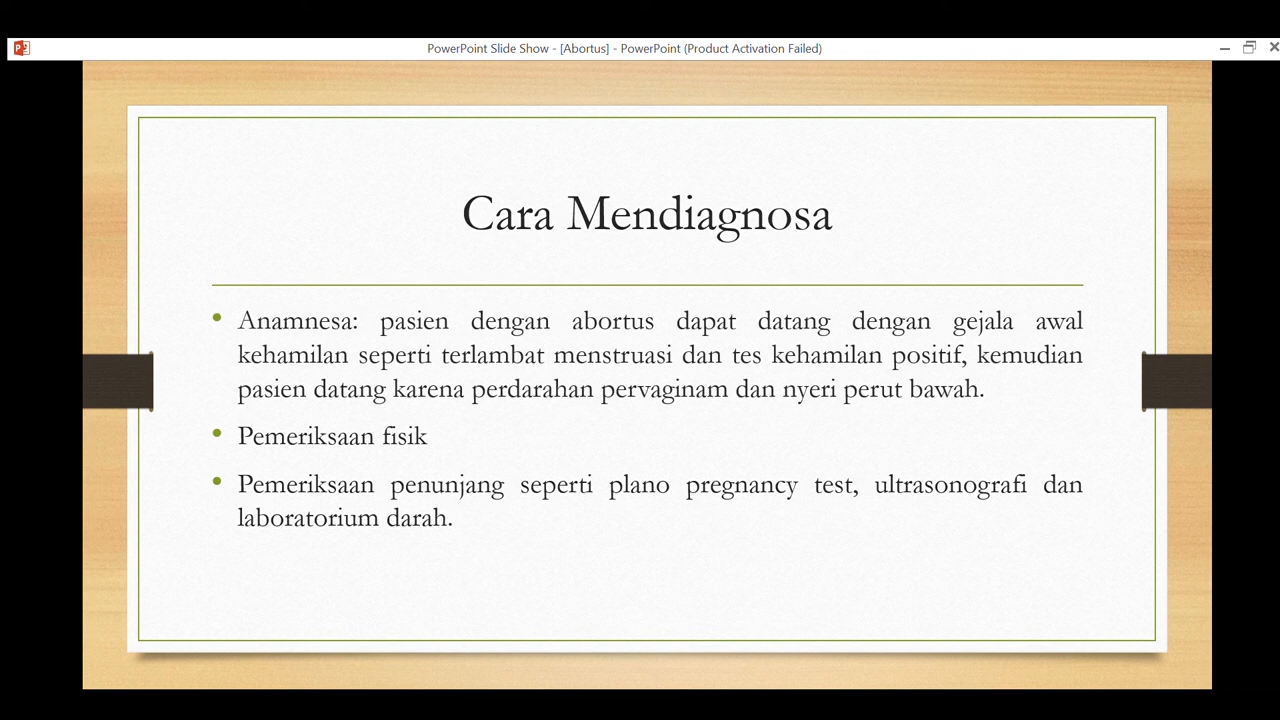 PowerPoint Slide Show - [Abortus] - PowerPoint (Product Activation Failed)
Cara Mendiagnosa
• Anamnesa: pasien dengan abortus dapat datang dengan gejala awal
kehamilan seperti terlambat menstruasi dan tes kehamilan positif, kemudian
pasien datang karena perdarahan pervaginam dan nyeri perut bawah.
• Pemeriksaan fisik
• Pemeriksaan penunjang seperti plano pregnancy test, ultrasonografi dan
laboratorium darah.